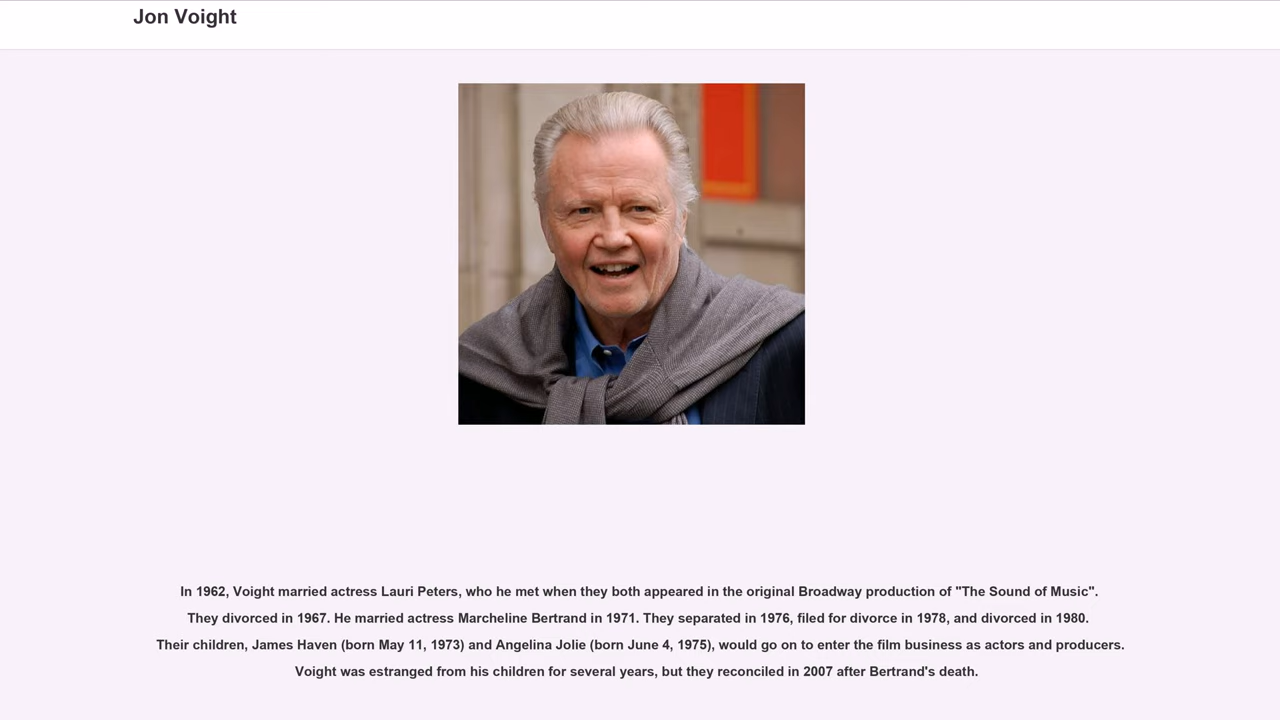 Jon Voight
In 1962, Voight married actress Lauri Peters, who he met when they both appeared in the original Broadway production of "The Sound of Music".
They divorced in 1967. He married actress Marcheline Bertrand in 1971. They separated in 1976, filed for divorce in 1978, and divorced in 1980.
Their children, James Haven (born May 11, 1973) and Angelina Jolie (born June 4, 1975), would go on to enter the film business as actors and producers.
Voight was estranged from his children for several years, but they reconciled in 2007 after Bertrand's death.